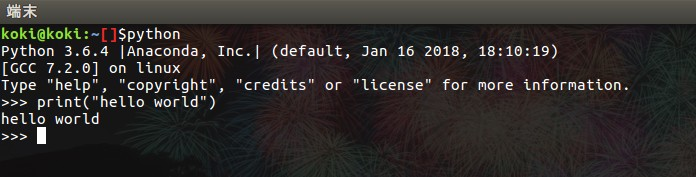 端末
koki@koki:~[]$python
Python 3.6.4 |Anaconda, Inc.| (default, Jan 16 2018, 18:10:19)
[GCC 7.2.0] on linux
Type "help", "copyright", "credits" or "license" for more information.
>>> print("hello world")
hello world
>>>